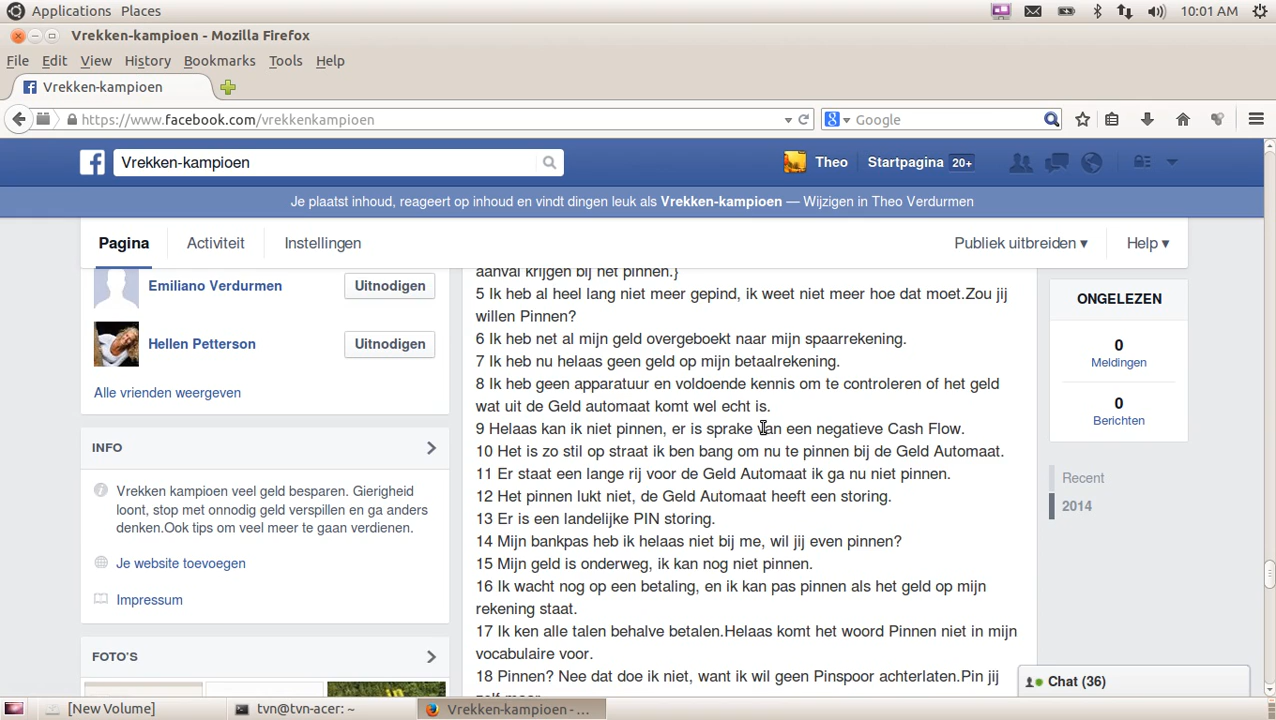 Applications Places 10:01 AM
Vrekken-kampioen - Mozilla Firefox
File Edit View History Bookmarks Tools Help
Vrekken-kampioen
https://www.facebook.com/vrekkenkampioen Google
Vrekken-kampioen Theo Startpagina 20+
Je plaatst inhoud, reageert op inhoud en vindt dingen leuk als Vrekken-kampioen — Wijzigen in Theo Verdurmen
Pagina Activiteit Instellingen Publiek uitbreiden Help
Emiliano Verdurmen Uitnodigen
Hellen Petterson Uitnodigen
Alle vrienden weergeven
INFO
Vrekken kampioen veel geld besparen. Gierigheid
loont, stop met onnodig geld verspillen er ga anders
denken.Ook tips om veel meer te gaan verdienen.
Je website toevoegen
Impressum
FOTO'S
aanval krijgen bij het pinnen.}
5 Ik heb al heel lang niet meer gepind, ik weet niet meer hoe dat moet.Zou jij
willen Pinnen?
6 Ik heb net al mijn geld overgeboekt naar mijn spaarrekening.
7 Ik heb nu helaas geen geld op mijn betaalrekening.
8 Ik heb geen apparatuur en voldoende kennis om te controleren of het geld
wat uit de Geld automaat komt wel echt is.
9 Helaas kan ik niet pinnen, er is sprake van een negatieve Cash Flow.
10 Het is zo stil op straat ik ben bang om nu te pinnen bij de Geld Automaat.
11 Er staat een lange rij voor de Geld Automaat ik ga nu niet pinnen.
12 Het pinnen lukt niet, de Geld Automaat heeft een storing.
13 Er is een landelijke PIN storing.
14 Mijn bankpas heb ik helaas niet bij me, wil jij even pinnen?
15 Mijn geld is onderweg, ik kan nog niet pinnen.
16 Ik wacht nog op een betaling, en ik kan pas pinnen als het geld op mijn
rekening staat.
17 Ik ken alle talen behalve betalen.Helaas komt het woord Pinnen niet in mijn
vocabulaire voor.
18 Pinnen? Nee dat doe ik niet, want ik wil geen Pinspoor achterlaten.Pin jij
ONGELEZEN
0
Meldingen
0
Berichten
Recent
2014
Chat (36)
[New Volume] tvn@tvn-acer: ~ Vrekken-kampioen - ...